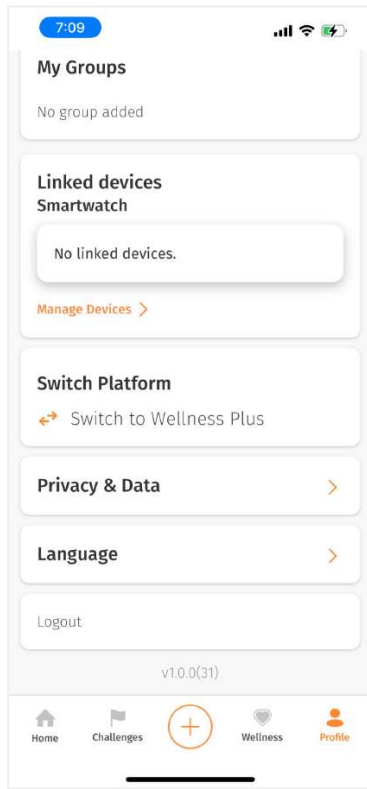 7:09
My Groups
No group added
Linked devices
Smartwatch
No linked devices.
Manage Devices
Switch Platform
Switch to Wellness Plus
Privacy & Data
Language
Logout
v1.0.0(31)
Home Challenges Wellness Profile